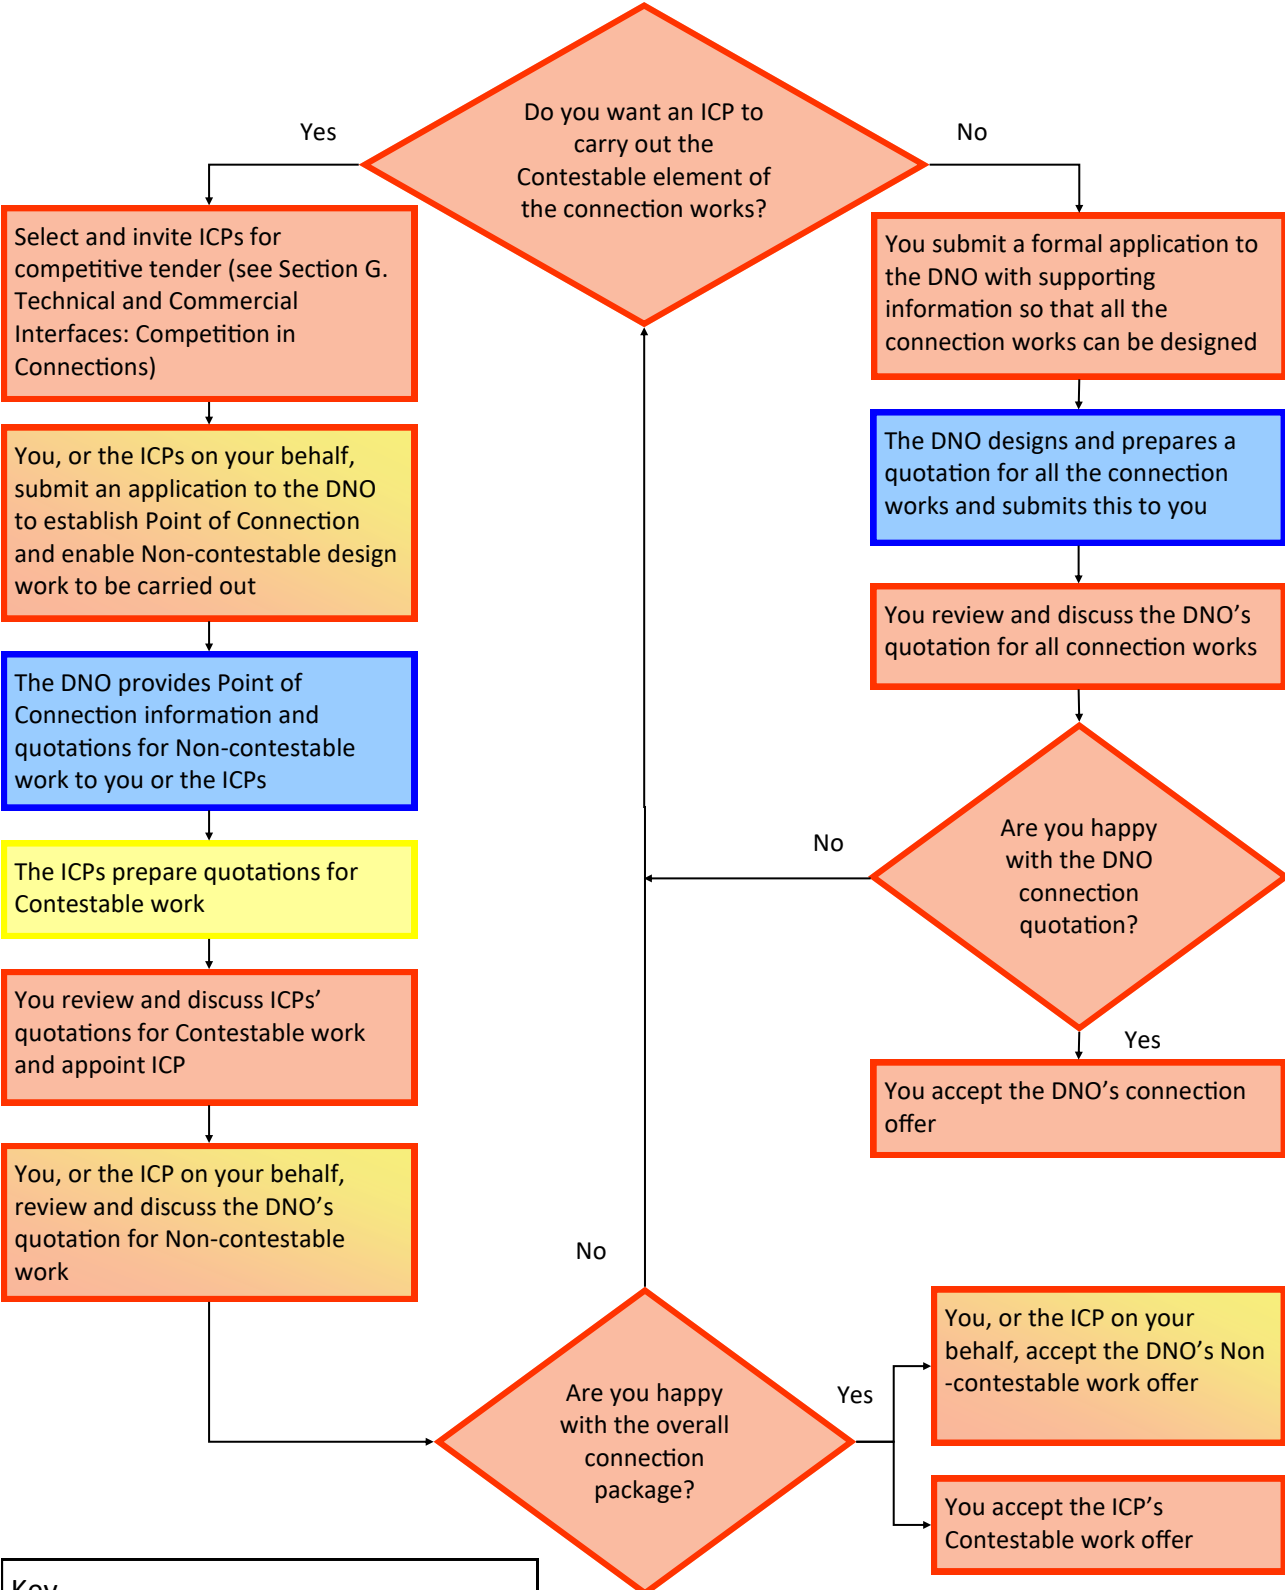 Do you want an ICP to
carry out the
Contestable element of
the connection works?
Yes
No
Select and invite ICPs for
competitive tender (see Section G.
Technical and Commercial
Interfaces: Competition in
Connections)
You, or the ICPs on your behalf,
submit an application to the DNO
to establish Point of Connection
and enable Non-contestable design
work to be carried out
The DNO provides Point of
Connection information and
quotations for Non-contestable
work to you or the ICPs
The ICPs prepare quotations for
Contestable work
You review and discuss ICPs’
quotations for Contestable work
and appoint ICP
You, or the ICP on your behalf,
review and discuss the DNO’s
quotation for Non-contestable
work
You submit a formal application to
the DNO with supporting
information so that all the
connection works can be designed
The DNO designs and prepares a
quotation for all the connection
works and submits this to you
You review and discuss the DNO’s
quotation for all connection works
Are you happy
with the DNO
connection
quotation?
No
Yes
You accept the DNO’s connection
offer
No
Are you happy
with the overall
connection
package?
Yes
You, or the ICP on your
behalf, accept the DNO’s Non
-contestable work offer
You accept the ICP’s
Contestable work offer
Key